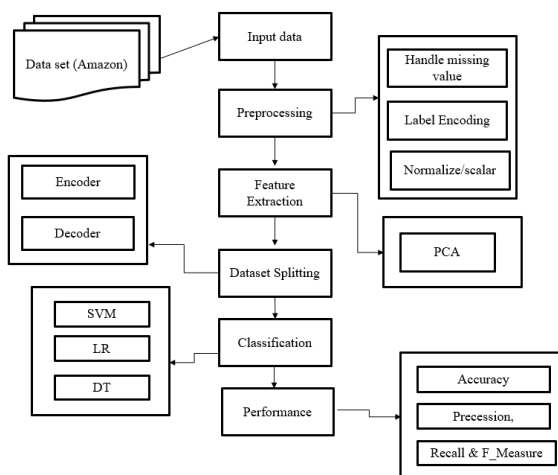 Data set (Amazon)
Input data
Preprocessing
Handle missing
value
Label Encoding
Normalize/scalar
Feature
Extraction
PCA
Encoder
Decoder
Dataset Splitting
SVM
LR
DT
Classification
Performance
Accuracy
Precession,
Recall & F_Measure